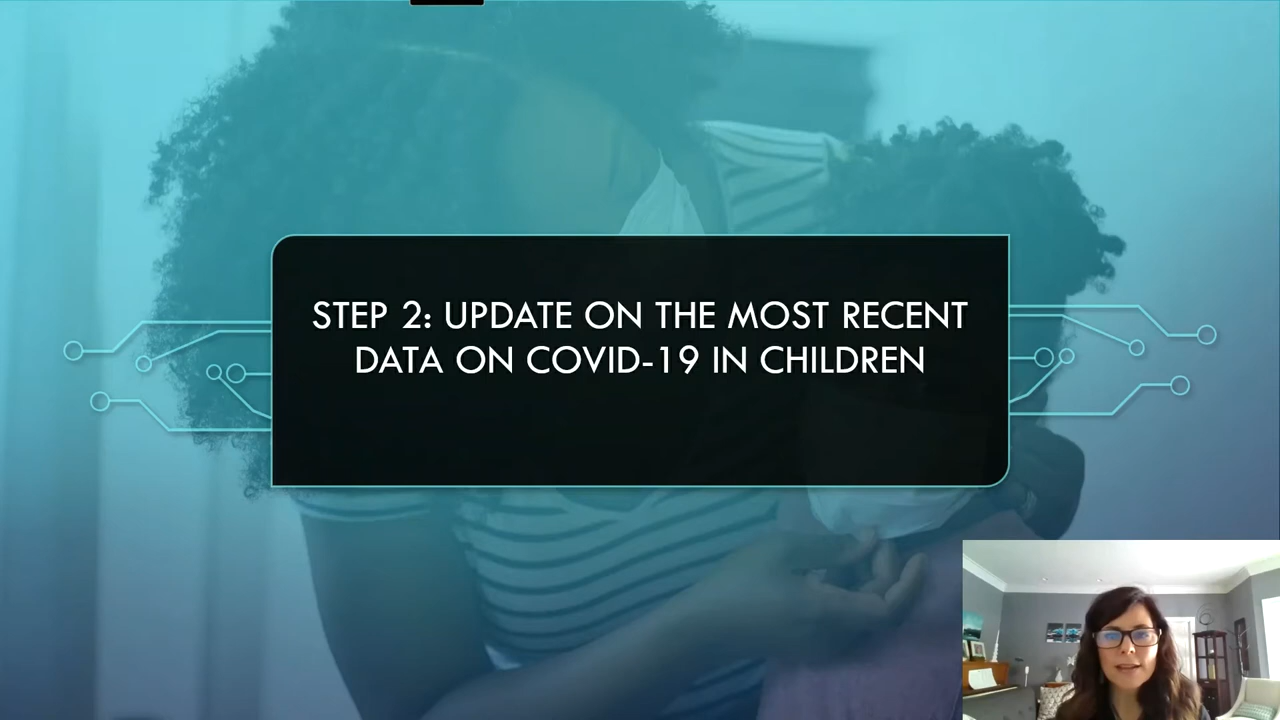 STEP 2: UPDATE ON THE MOST RECENT
DATA ON COVID-19 IN CHILDREN